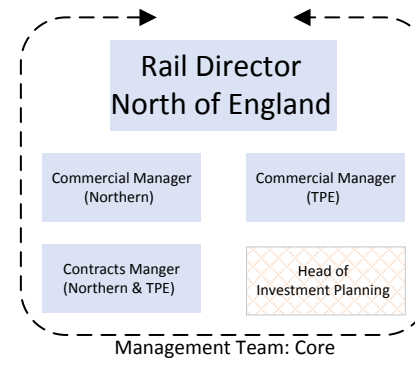 Rail Director
North of England
Commercial Manager
(Northern)
Commercial Manager
(TPE)
Contracts Manger
(Northern & TPE)
Head of
Investment Planning
Management Team: Core